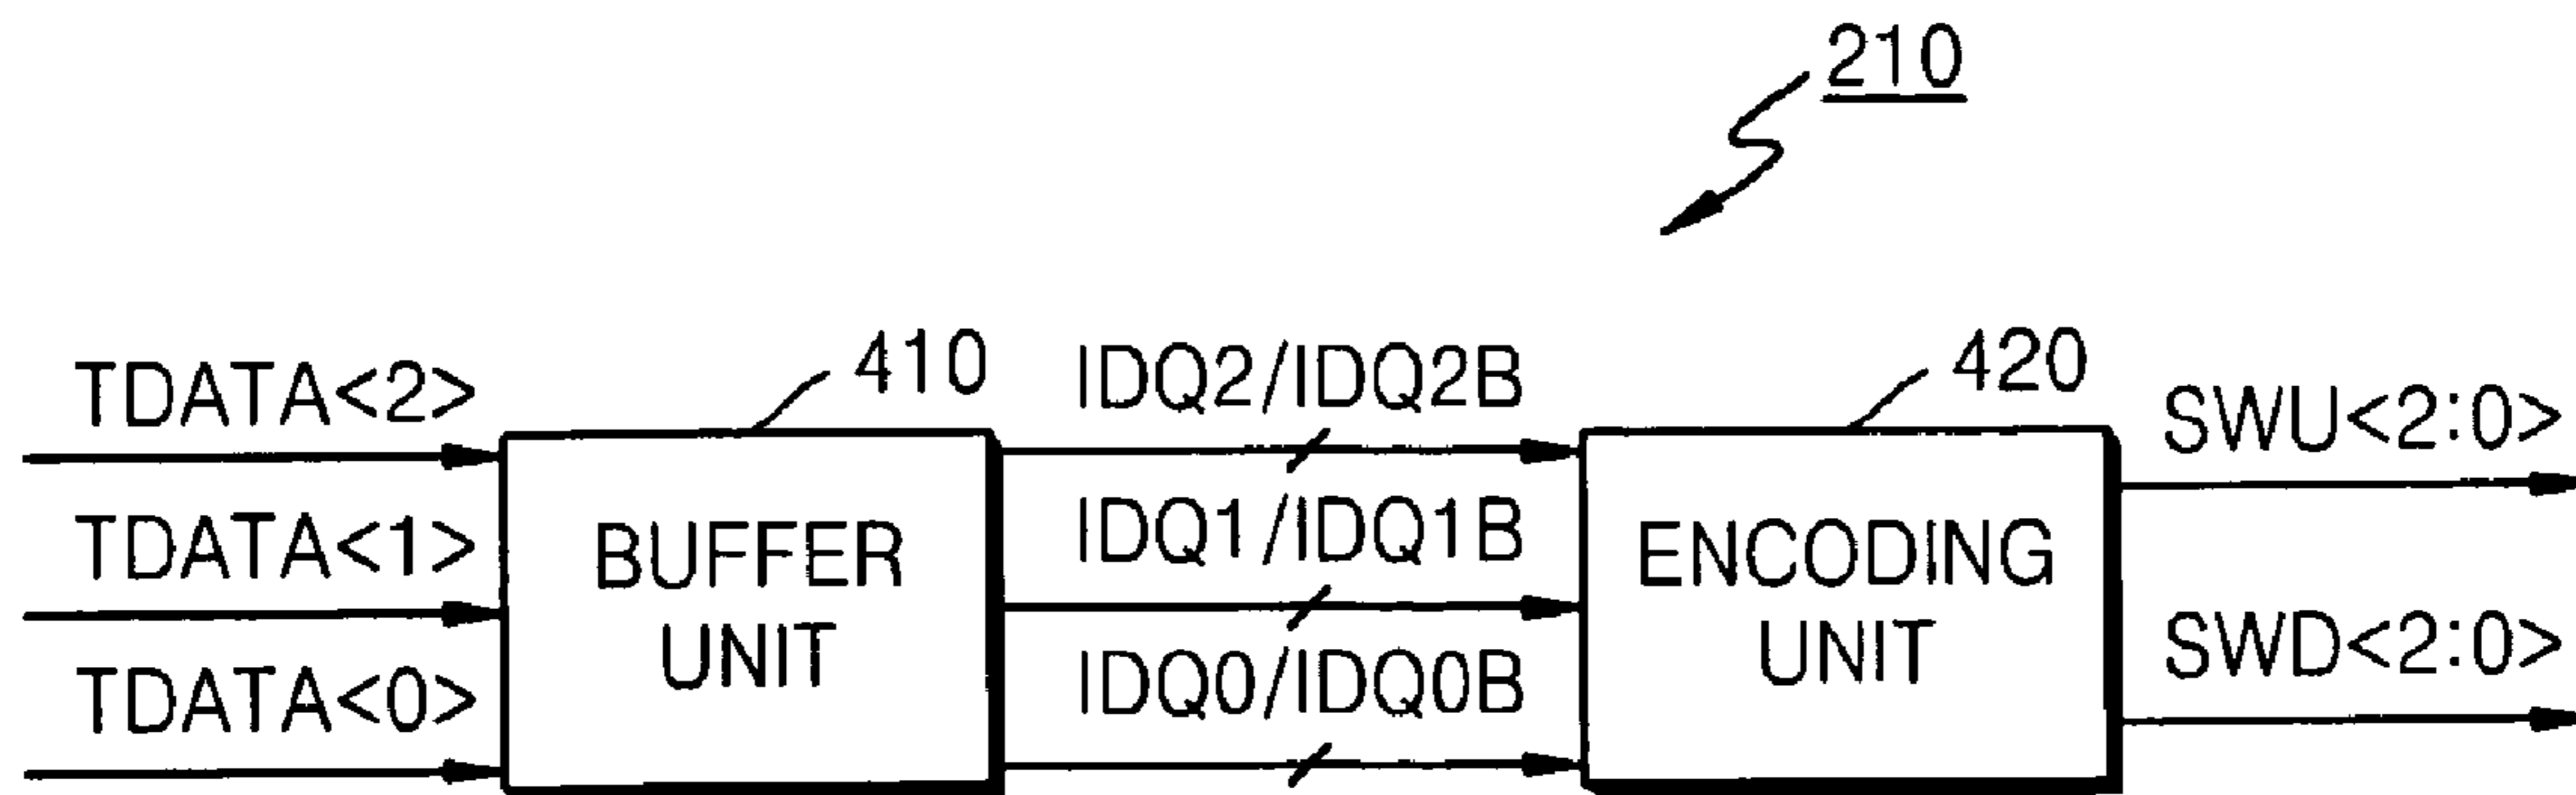 210
410
420
TDATA<2>
TDATA<1>
TDATA<0>
BUFFER
UNIT
IDQ2/IDQ2B
IDQ1/IDQ1B
IDQ0/IDQ0B
ENCODING
UNIT
SWU<2:0>
SWD<2:0>